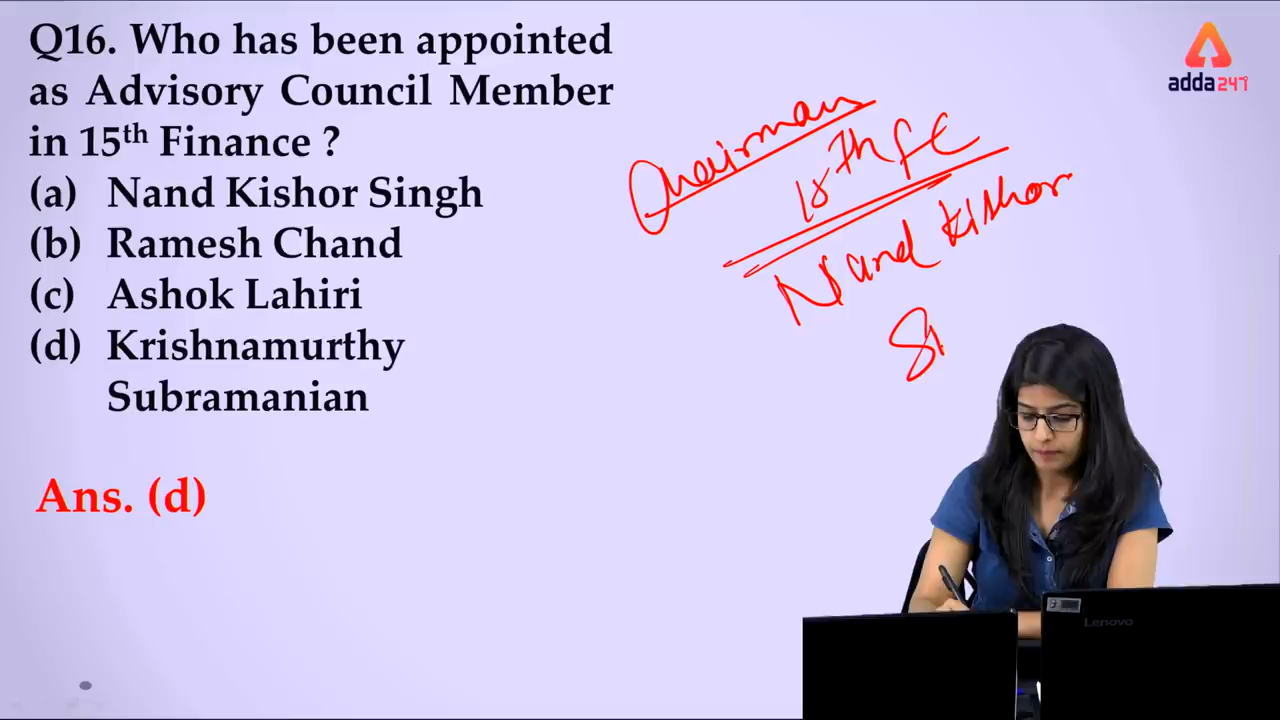 Q16. Who has been appointed
as Advisory Council Member
in 15th Finance ?
(a) Nand Kishor Singh
(b) Ramesh Chand
(c) Ashok Lahiri
(d) Krishnamurthy
Subramanian
Ans. (d)
adda247
Chairman
15th FC
Nand Kishor
Si
Lenovo